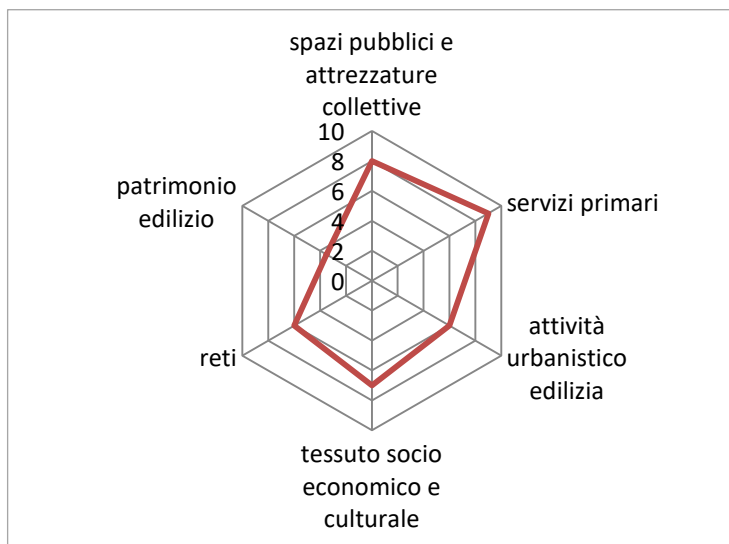 spazi pubblici e
attrezzature
collettive
10
8
6
4
2
0
servizi primari
attività
urbanistico
edilizia
tessuto socio
economico e
culturale
reti
patrimonio
edilizio